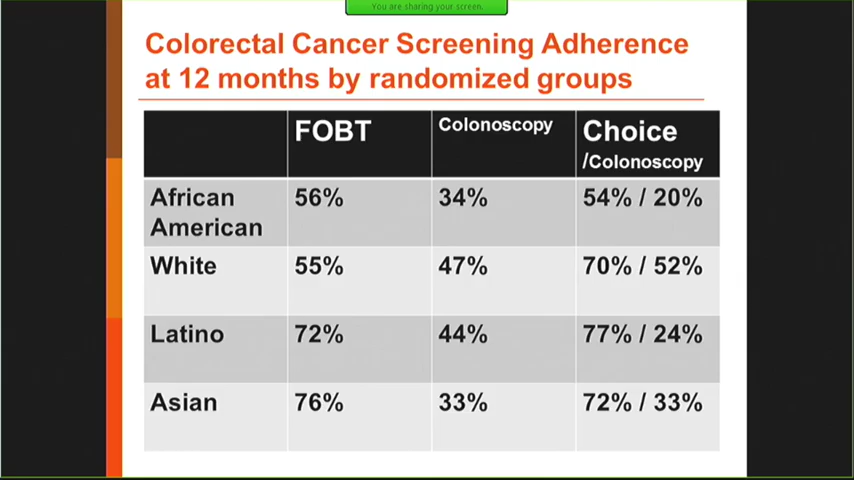 You are sharing your screen.
Colorectal Cancer Screening Adherence
at 12 months by randomized groups
FOBT Colonoscopy Choice
/Colonoscopy
African American 56% 34% 54% / 20%
White 55% 47% 70% / 52%
Latino 72% 44% 77% / 24%
Asian 76% 33% 72% / 33%